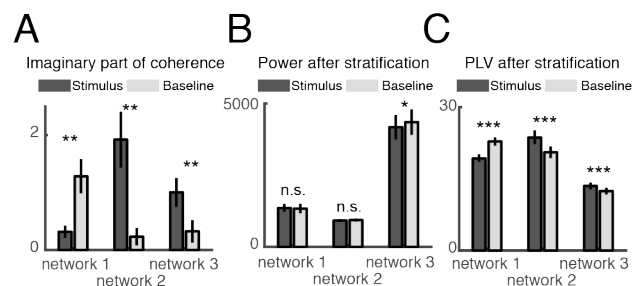 A
Imaginary part of coherence
Stimulus Baseline
2
0
**
**
**
network 1 network 3
network 2
B
Power after stratification
Stimulus Baseline
5000
0
n.s.
n.s.
*
network 1 network 3
network 2
C
PLV after stratification
Stimulus Baseline
30
0
***
***
***
network 1 network 3
network 2